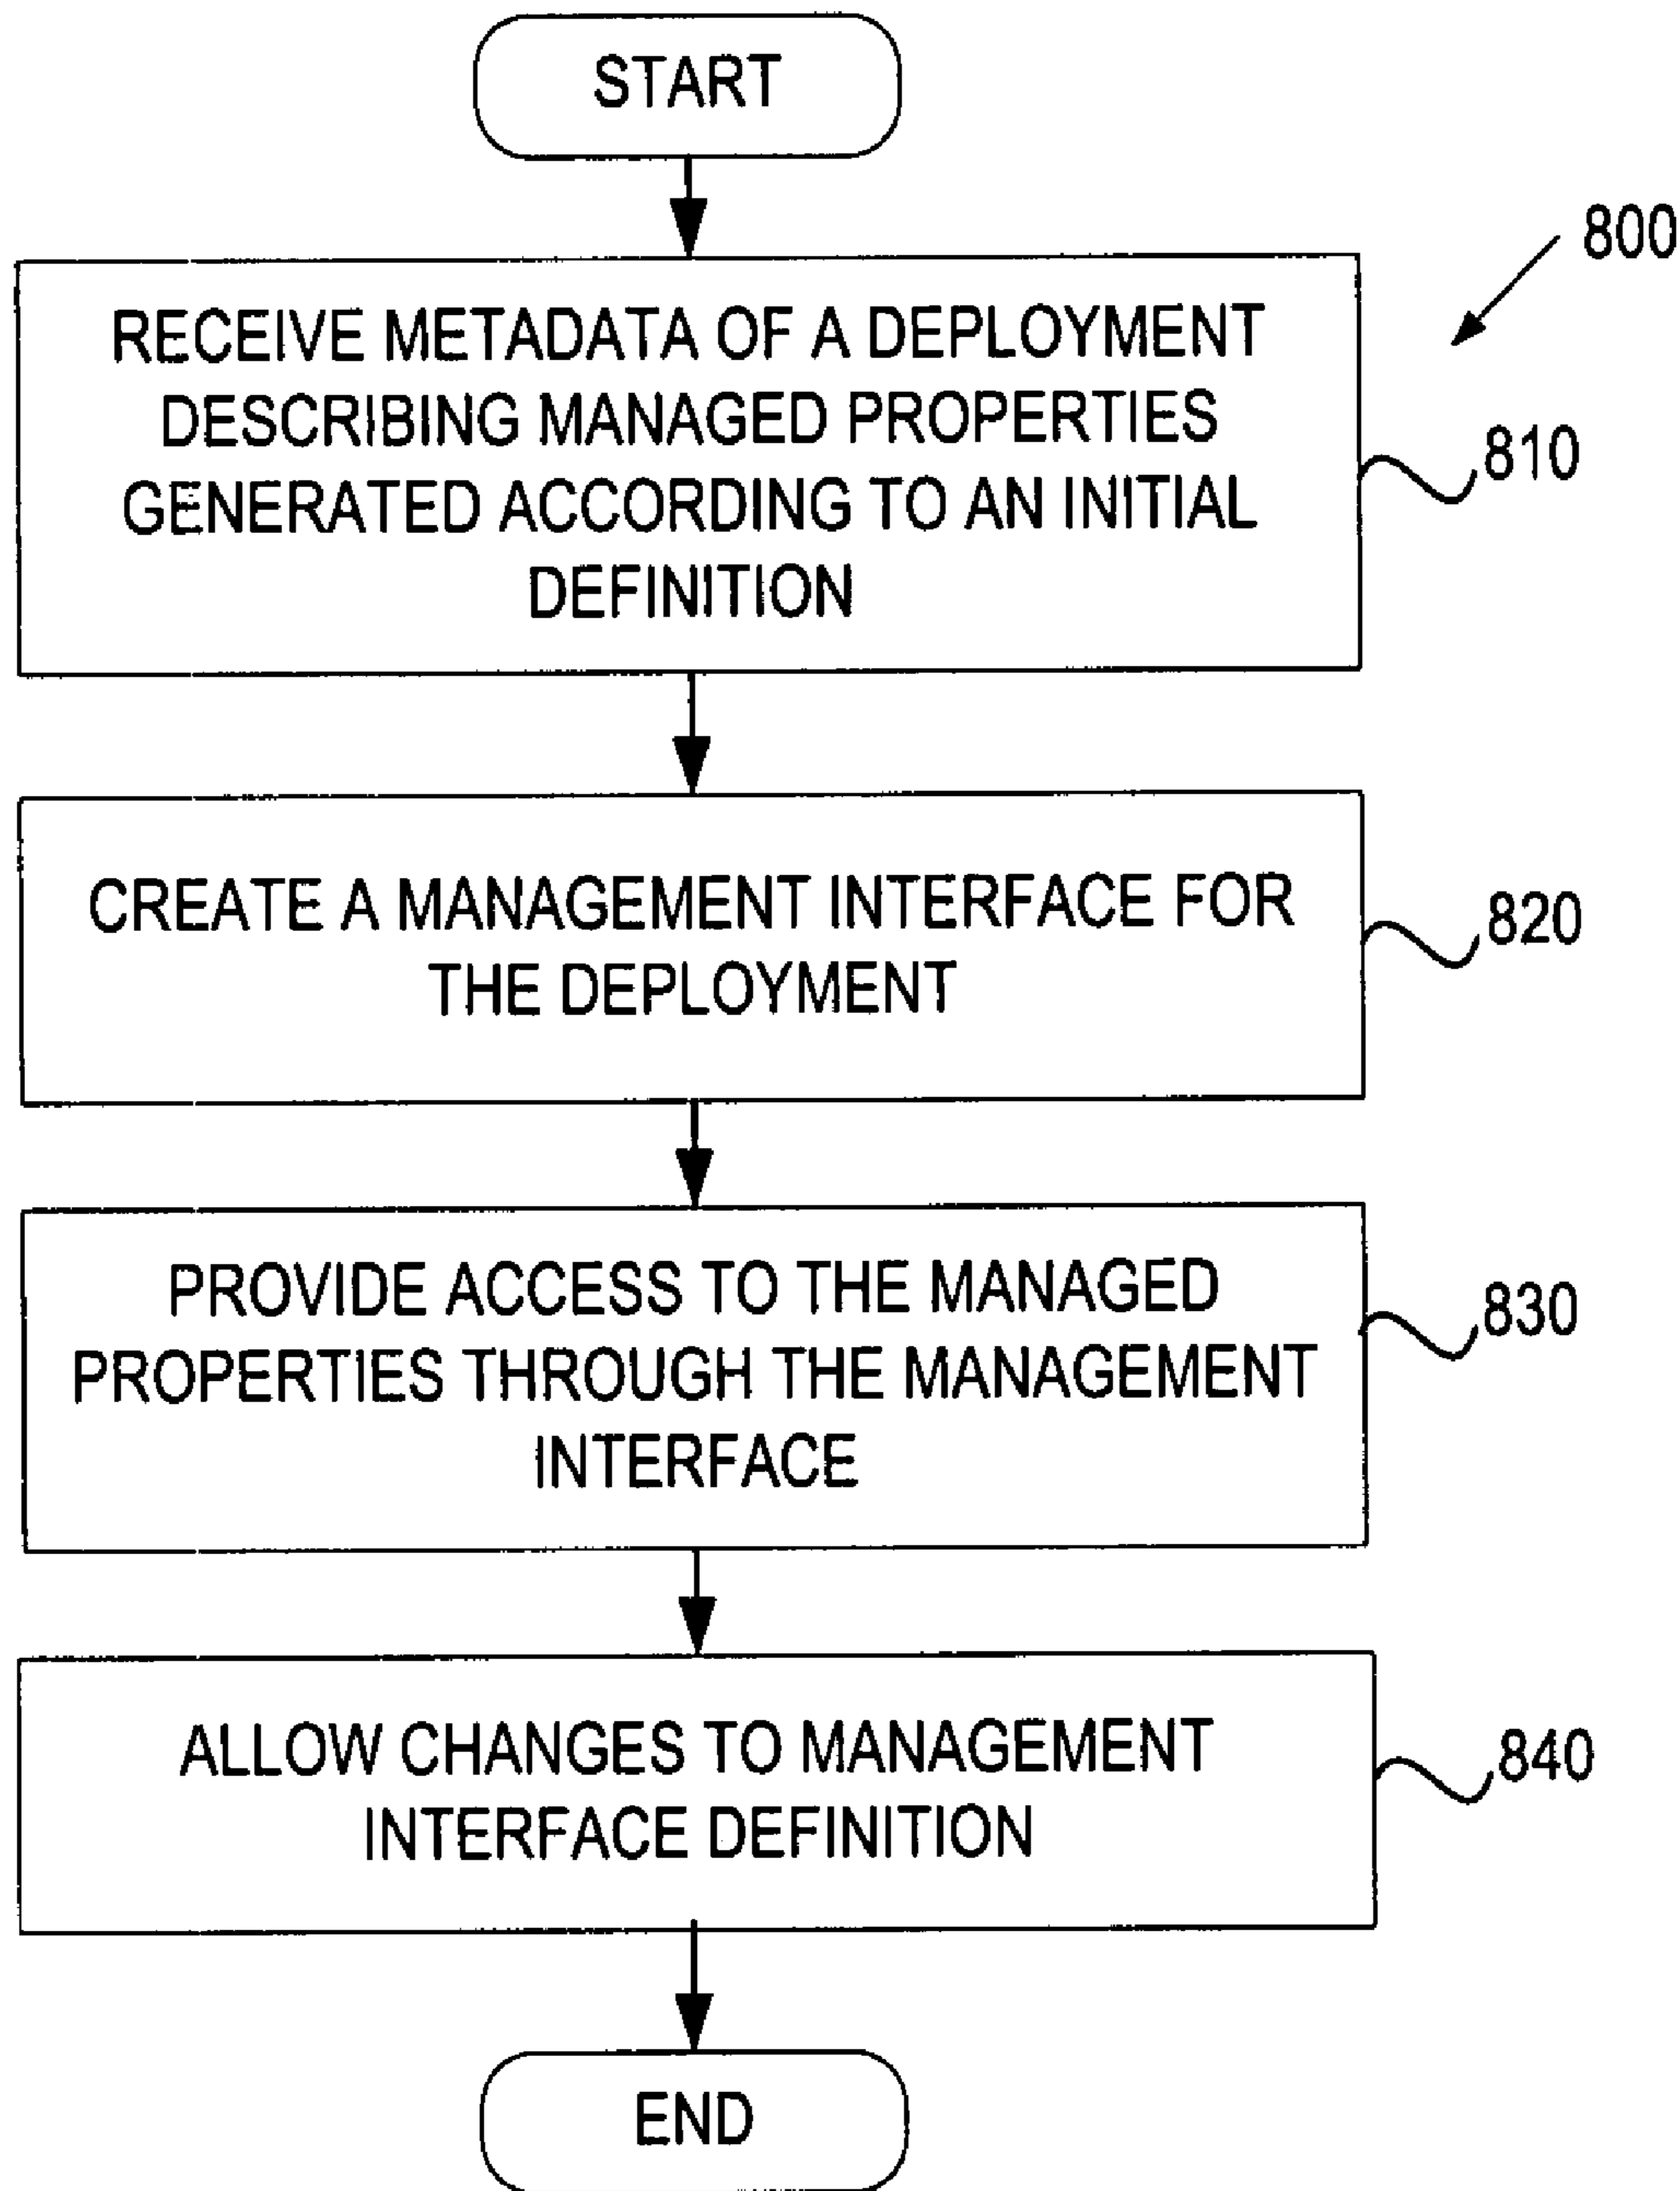 START
800
RECEIVE METADATA OF A DEPLOYMENT
DESCRIBING MANAGED PROPERTIES
GENERATED ACCORDING TO AN INITIAL
DEFINITION
810
CREATE A MANAGEMENT INTERFACE FOR
THE DEPLOYMENT
820
PROVIDE ACCESS TO THE MANAGED
PROPERTIES THROUGH THE MANAGEMENT
INTERFACE
830
ALLOW CHANGES TO MANAGEMENT
INTERFACE DEFINITION
840
END